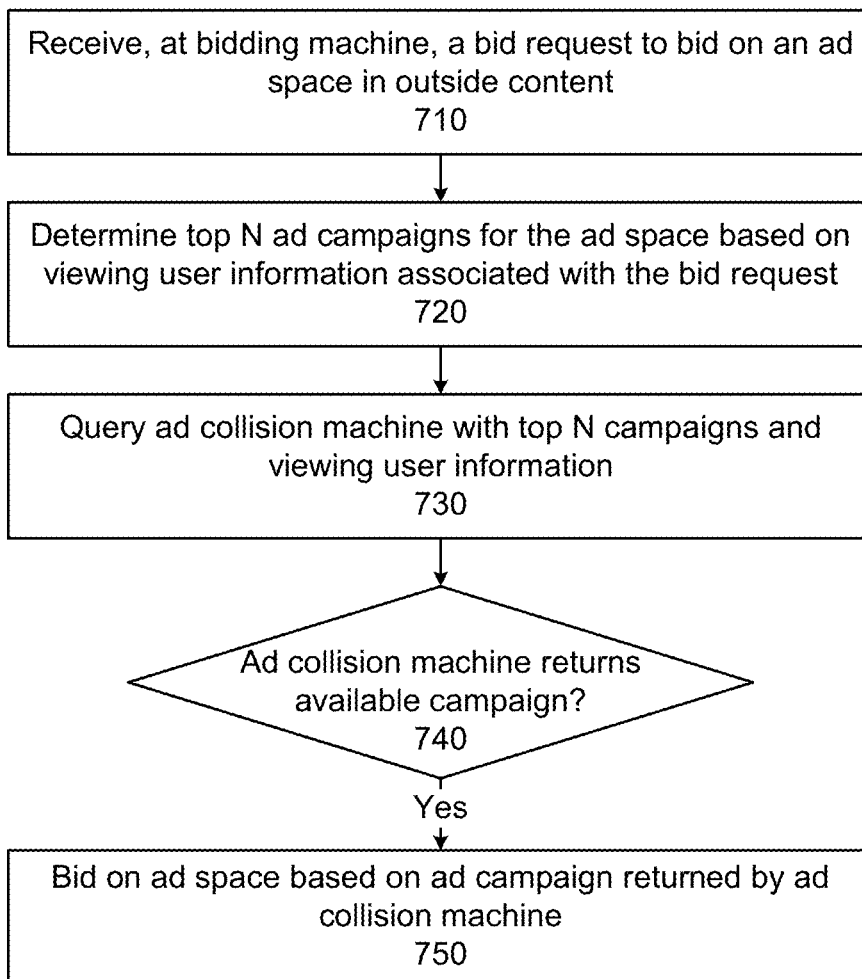 Receive, at bidding machine, a bid request to bid on an ad
space in outside content
710
Determine top N ad campaigns for the ad space based on
viewing user information associated with the bid request
720
Query ad collision machine with top N campaigns and
viewing user information
730
Ad collision machine returns
available campaign?
740
Yes
Bid on ad space based on ad campaign returned by ad
collision machine
750